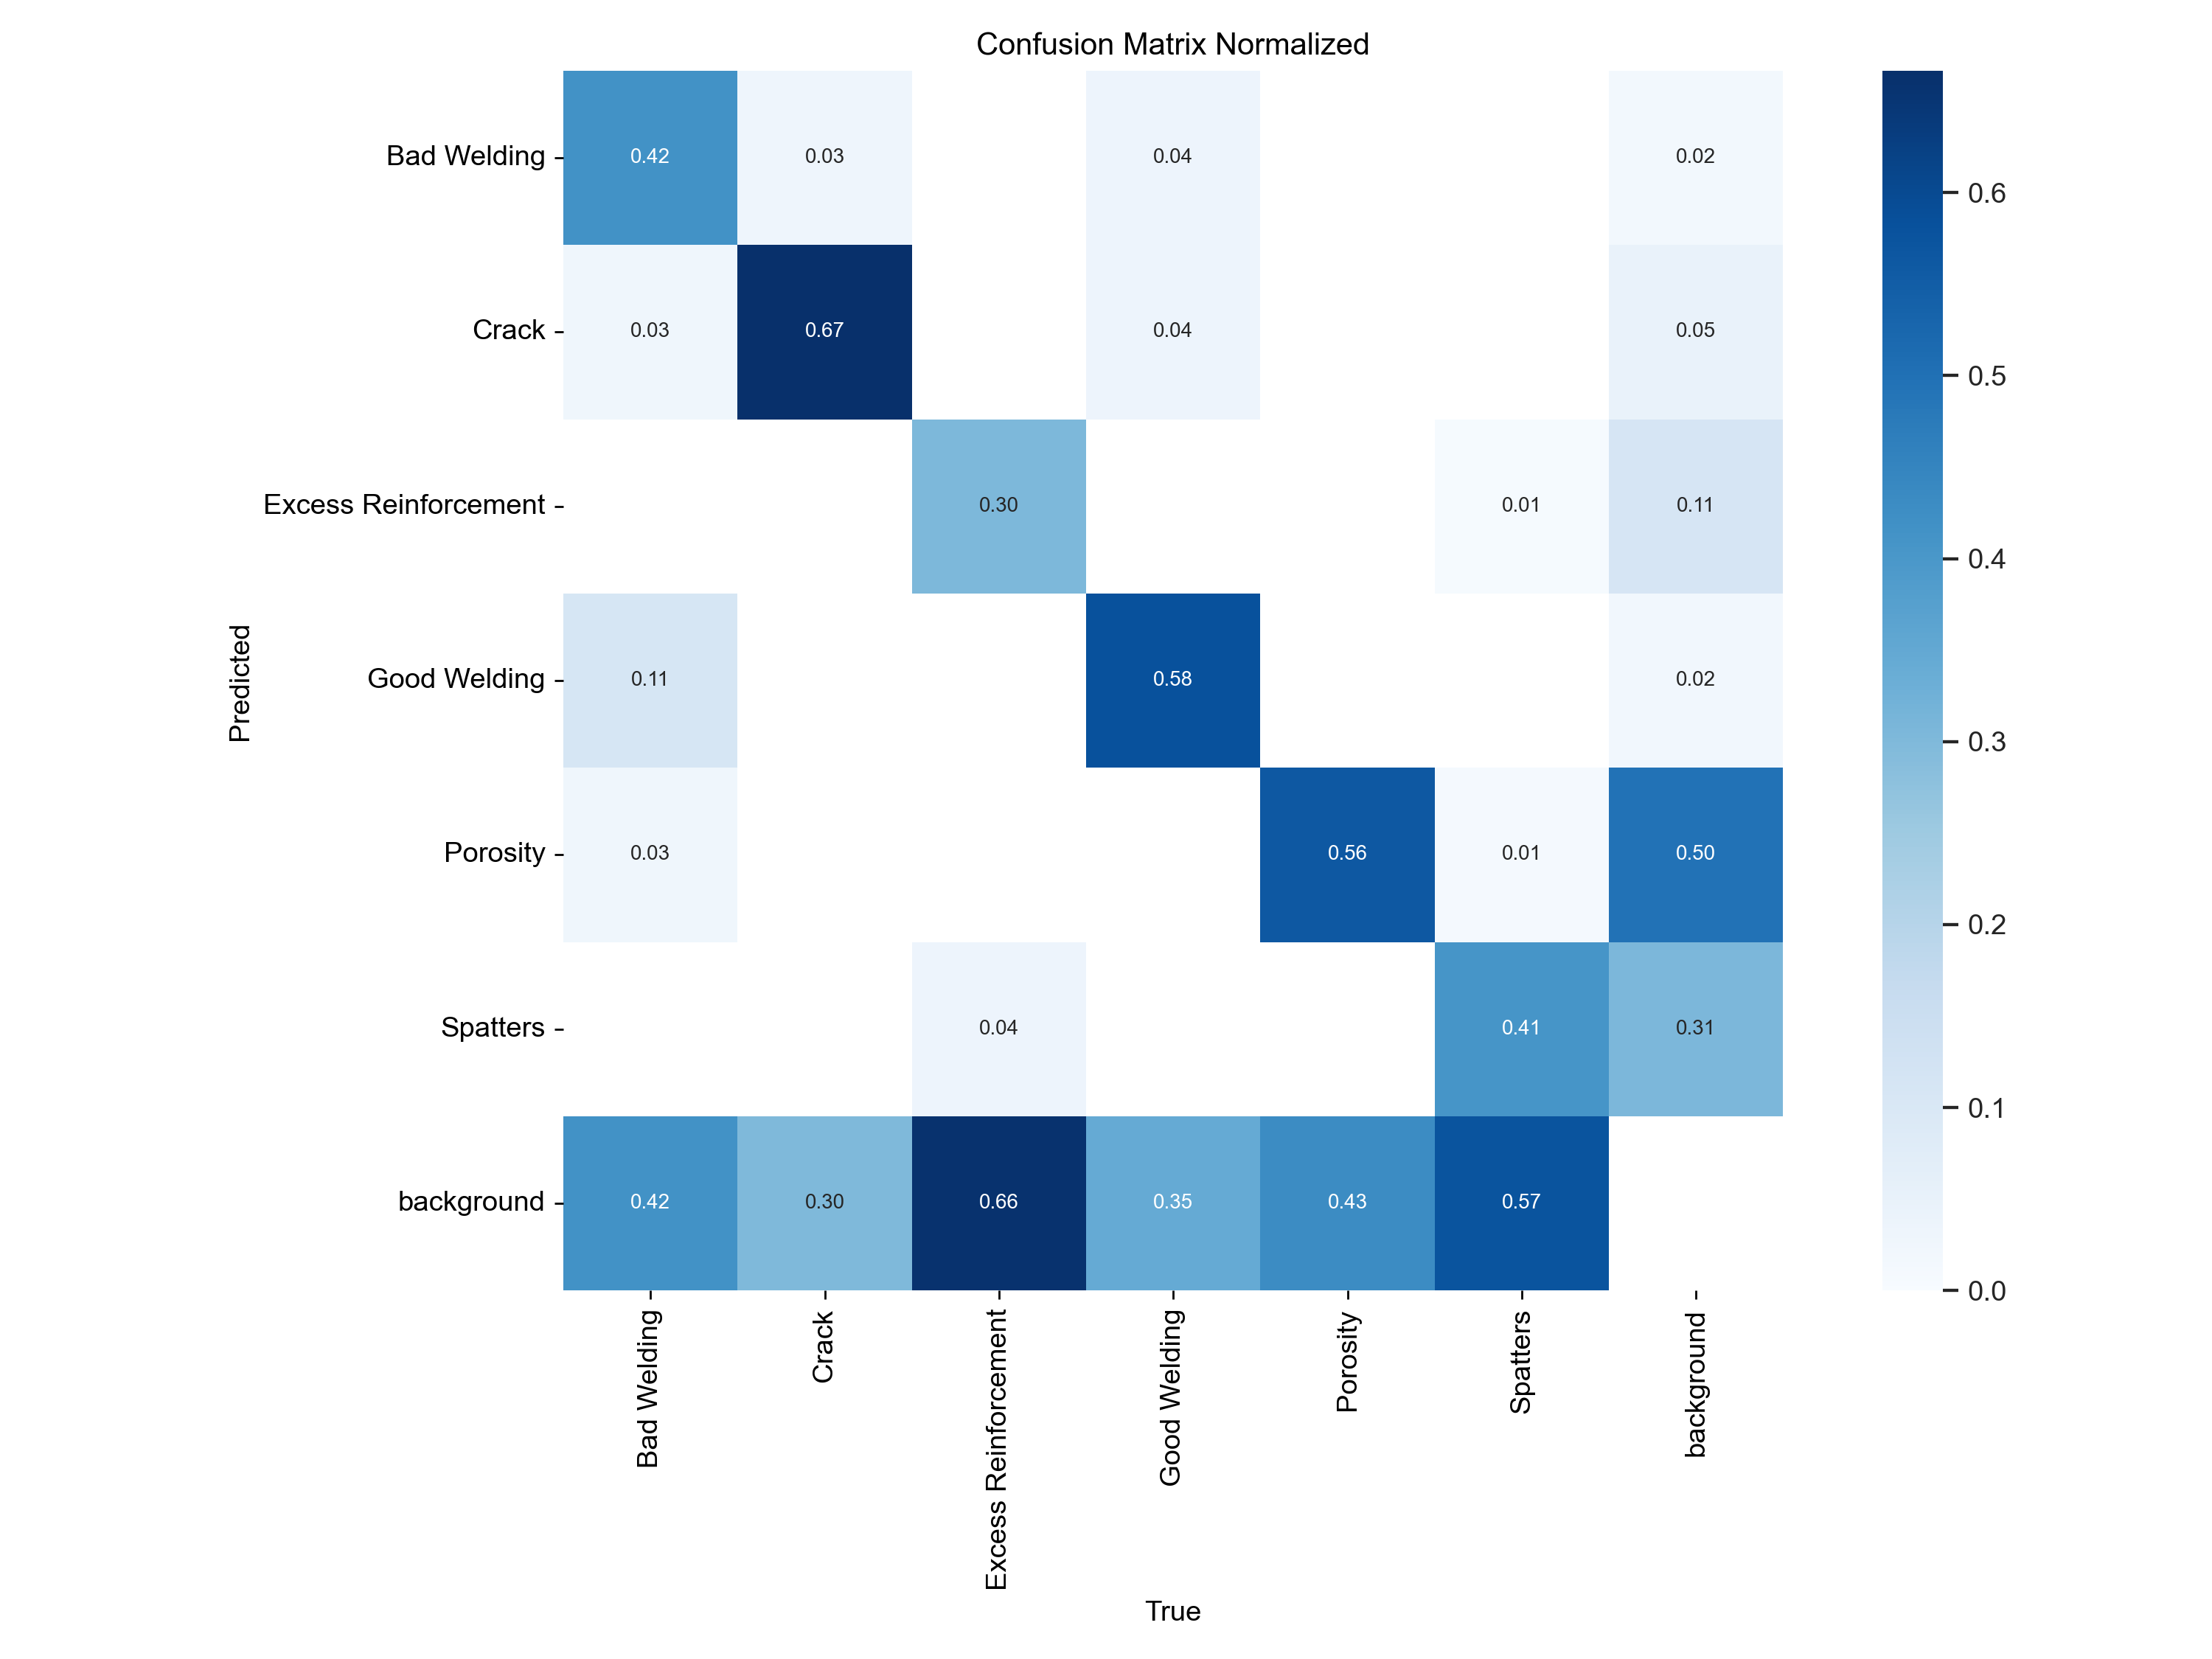 Confusion Matrix Normalized
Bad Welding
0.42
0.03
0.04
0.02
Crack
0.03
0.67
0.04
0.05
Excess Reinforcement
0.30
0.01
0.11
Good Welding
0.11
0.58
0.02
Porosity
0.03
0.56
0.01
0.50
Spatters
0.04
0.41
0.31
background
0.42
0.30
0.66
0.35
0.43
0.57
Predicted
Bad Welding
Crack
Excess Reinforcement
Good Welding
Porosity
Spatters
background
True
0.6
0.5
0.4
0.3
0.2
0.1
0.0